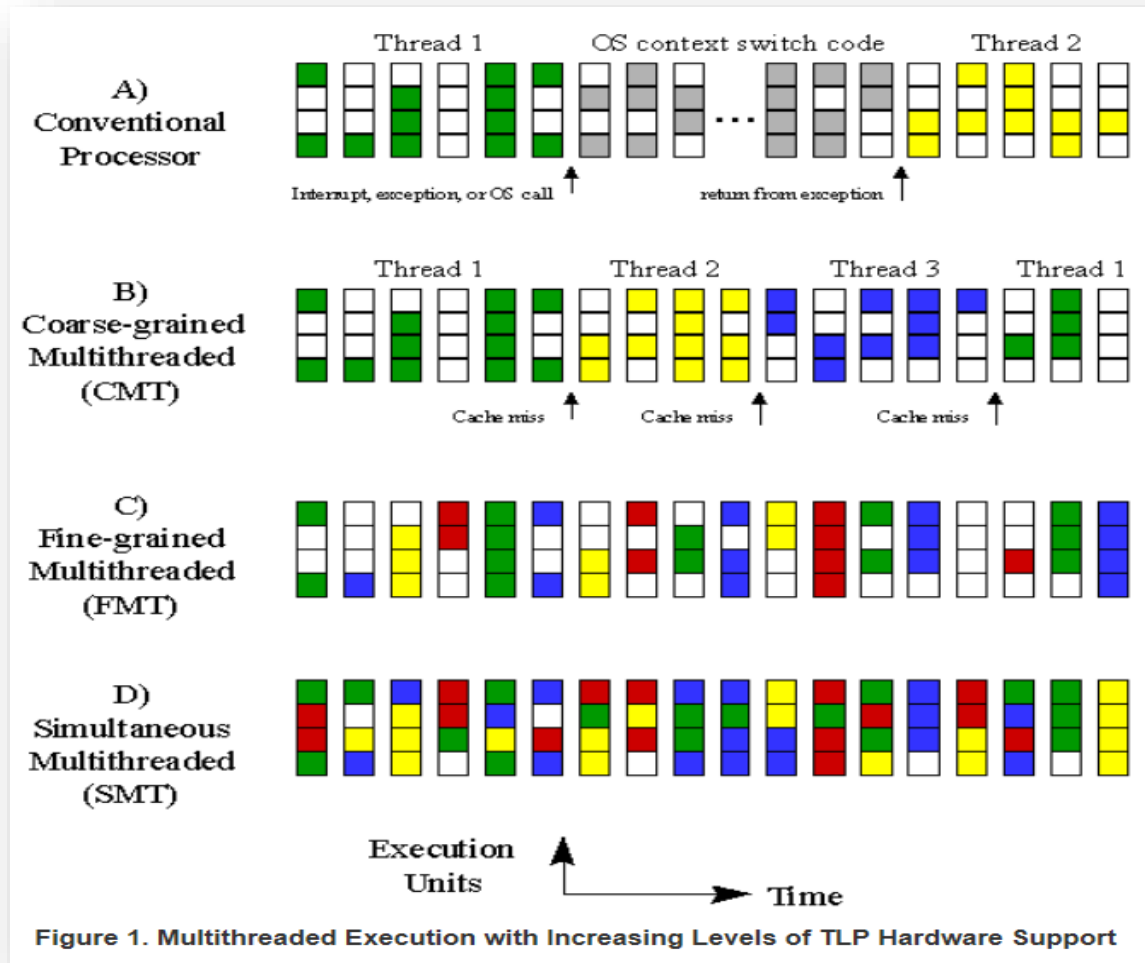 Thread 1
OS context switch code
Thread 2
A)
Conventional
Processor
...
Interrupt, exception, or OS call
return from exception
Thread 1
Thread 2
Thread 3
Thread 1
B)
Coarse-grained
Multithreaded
(CMT)
Cache miss
Cache miss
Cache miss
C)
Fine-grained
Multithreaded
(FMT)
D)
Simultaneous
Multithreaded
(SMT)
Execution
Units
Time
Figure 1. Multithreaded Execution with Increasing Levels of TLP Hardware Support